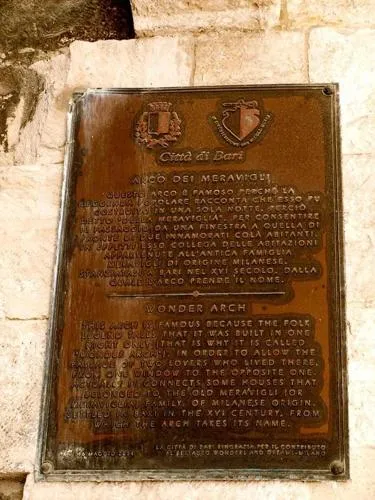 Città di Bari
ARCO DEI MERAVIGLI
QUESTO ARCO È FAMOSO PERCHÉ LA
LEGGENDA POPOLARE RACCONTA CHE ESSO FU
COSTRUITO IN UNA SOLA NOTTE, PERCIÒ
DETTO "DELLA MERAVIGLIA", PER CONSENTIRE
IL PASSAGGIO DA UNA FINESTRA A QUELLA DI
FRONTE DI DUE INNAMORATI COLÀ ABITANTI.
IN EFFETTI ESSO COLLEGA DELLE ABITAZIONI
APPARTENUTE ALL'ANTICA FAMIGLIA
MERAVIGLI DI ORIGINE MILANESE,
A BARI NEL XVI SECOLO, DALLA
QUALE L'ARCO PRENDE IL NOME.
WONDER ARCH
THIS ARCH IS FAMOUS BECAUSE THE FOLK
LEGEND TELLS THAT IT WAS BUILT IN ONE
NIGHT ONLY (THAT IS WHY IT IS CALLED
"WONDER ARCH"), IN ORDER TO ALLOW THE
PASSAGE OF TWO LOVERS WHO LIVED THERE,
FROM ONE WINDOW TO THE OPPOSITE ONE.
ACTUALLY IT CONNECTS SOME HOUSES THAT
BELONGED TO THE OLD MERAVIGLI (OR
FAMILY, OF MILANESE ORIGIN,
SETTLED IN BARI IN THE XVI CENTURY, FROM
WHICH THE ARCH TAKES ITS NAME.
LA CITTÀ DI BARI RINGRAZIA PER IL CONTRIBUTO
MAGGIO
MILANO